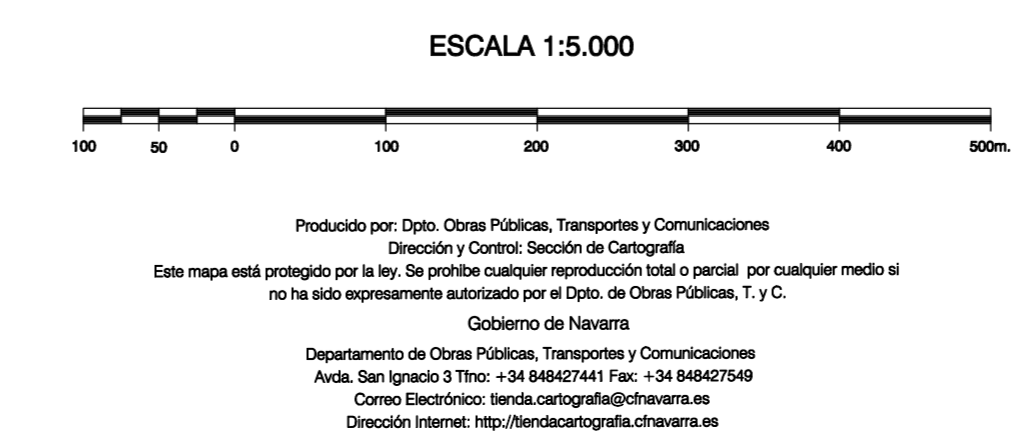 ESCALA 1:5.000
100 50 0 100 200 300 400 500m.
Producido por: Dpto. Obras Públicas, Transportes y Comunicaciones
Dirección y Control: Sección de Cartografía
Este mapa está protegido por la ley. Se prohibe cualquier reproducción total o parcial por cualquier medio si
no ha sido expresamente autorizado por el Dpto. de Obras Públicas, T. y C.
Gobierno de Navarra
Departamento de Obras Públicas, Transportes y Comunicaciones
Avda. San Ignacio 3 Tfno: +34 848427441 Fax: +34 848427549
Correo Electrónico: tienda.cartografia@cfnavarra.es
Dirección Internet: http://tiendacartografia.cfnavarra.es